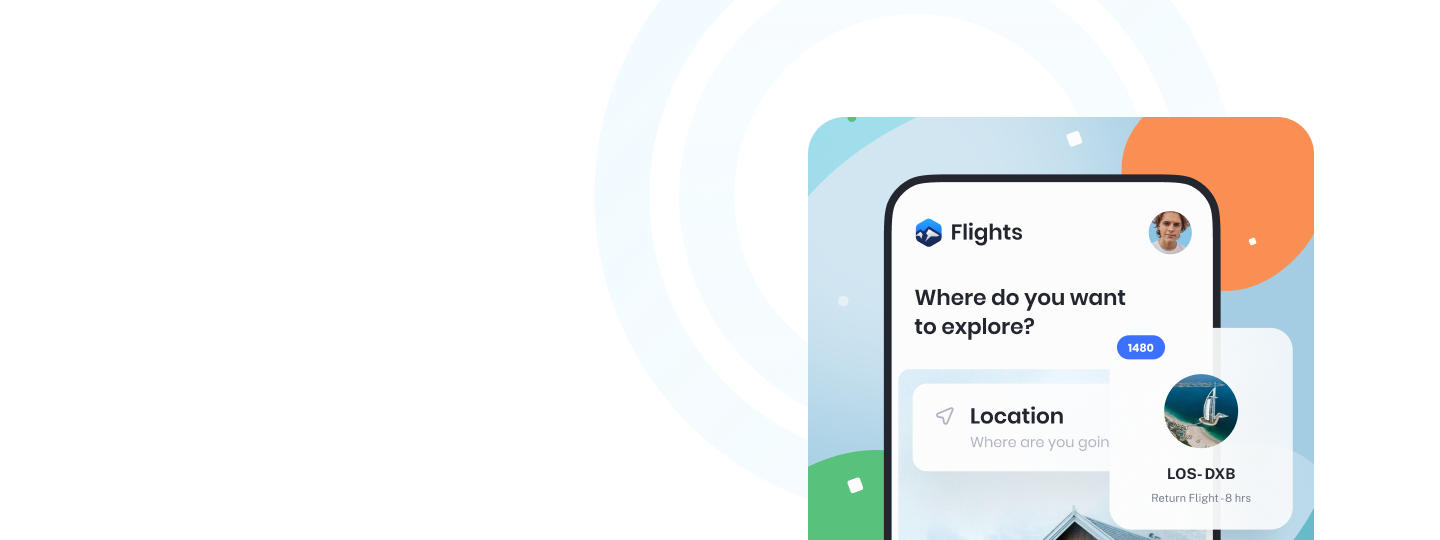 Flights
Where do you want
to explore?
1480
Location
Where are you goin
LOS- DXB
Return Flight - 8 hrs